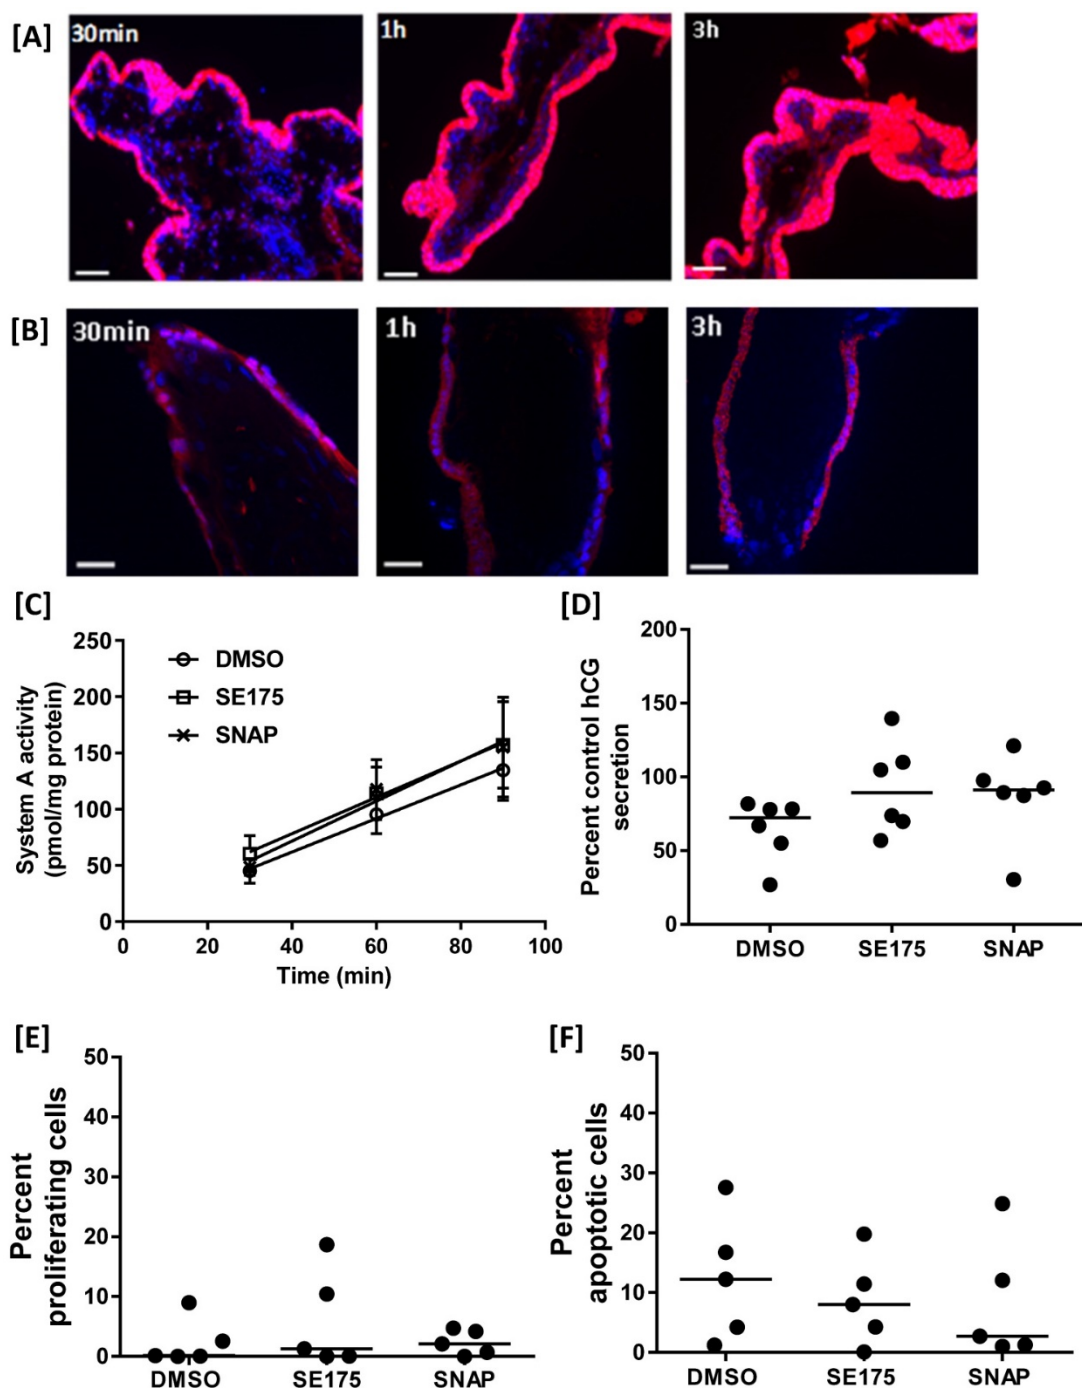 [A]
30min
1h
3h
[B]
30min
1h
3h
[C]
250
200
150
100
50
0
System A activity
(pmol/mg protein)
DMSO
SE175
SNAP
0 20 40 60 80 100
Time (min)
[D]
200
150
100
50
0
Percent control hCG
secretion
DMSO SE175 SNAP
[E]
50
40
30
20
10
0
Percent
proliferating cells
DMSO SE175 SNAP
[F]
50
40
30
20
10
0
Percent
apoptotic cells
DMSO SE175 SNAP